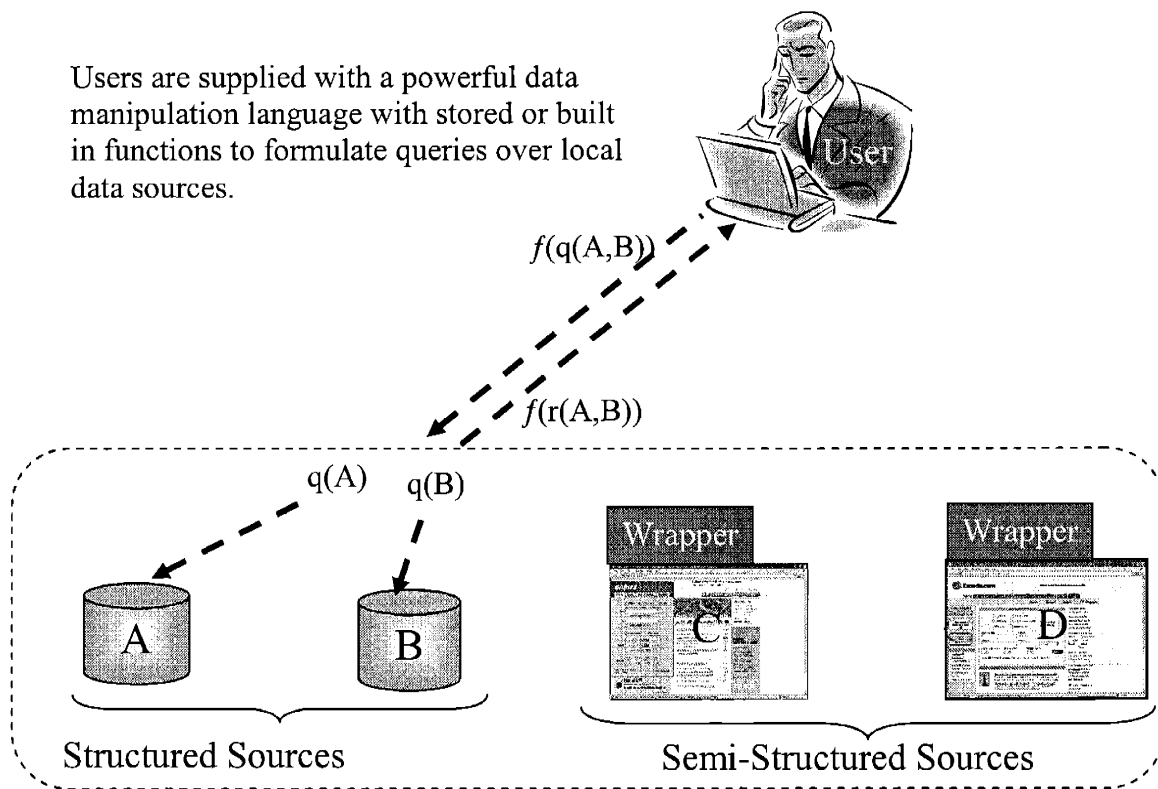 Users are supplied with a powerful data
manipulation language with stored or built
in functions to formulate queries over local
data sources.
User
f(q(A,B))
f(r(A,B))
q(A) q(B)
Wrapper Wrapper
A B C D
Structured Sources Semi-Structured Sources